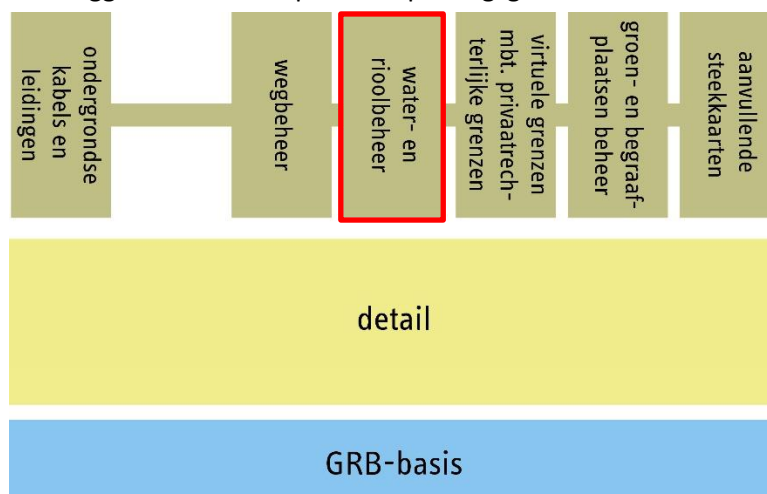 ondergrondse
kabels en
leidingen
wegbeheer
water- en
rioolbeheer
virtuele grenzen
mbt. privaatrech-
terlijke grenzen
groen- en begraaf-
plaatsen beheer
aanvullende
steekkaarten
detail
GRB-basis